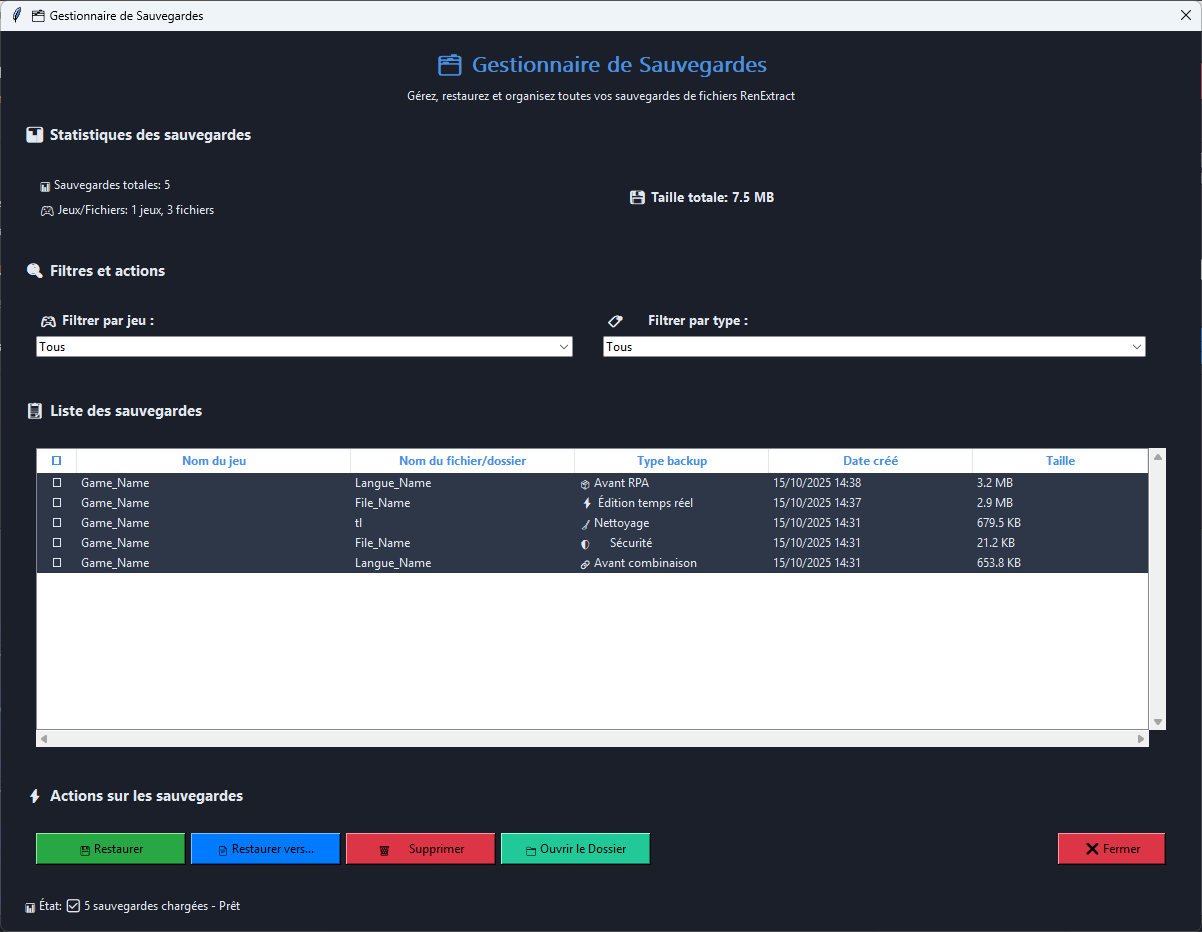 Gestionnaire de Sauvegardes
Gestionnaire de Sauvegardes
Gérez, restaurez et organisez toutes vos sauvegardes de fichiers RenExtract
Statistiques des sauvegardes
Sauvegardes totales: 5
Jeux/Fichiers: 1 jeux, 3 fichiers
Taille totale: 7.5 MB
Filtres et actions
Filtrer par jeu :
Filtrer par type :
Tous
Tous
Liste des sauvegardes
Nom du jeu Nom du fichier/dossier Type backup Date créé Taille
Game_Name Langue_Name Avant RPA 15/10/2025 14:38 3.2 MB
Game_Name File_Name Édition temps réel 15/10/2025 14:37 2.9 MB
Game_Name tl Nettoyage 15/10/2025 14:31 679.5 KB
Game_Name File_Name Sécurité 15/10/2025 14:31 21.2 KB
Game_Name Langue_Name Avant combinaison 15/10/2025 14:31 653.8 KB
Actions sur les sauvegardes
Restaurer Restaurer vers... Supprimer Ouvrir le Dossier Fermer
État: 5 sauvegardes chargées - Prêt